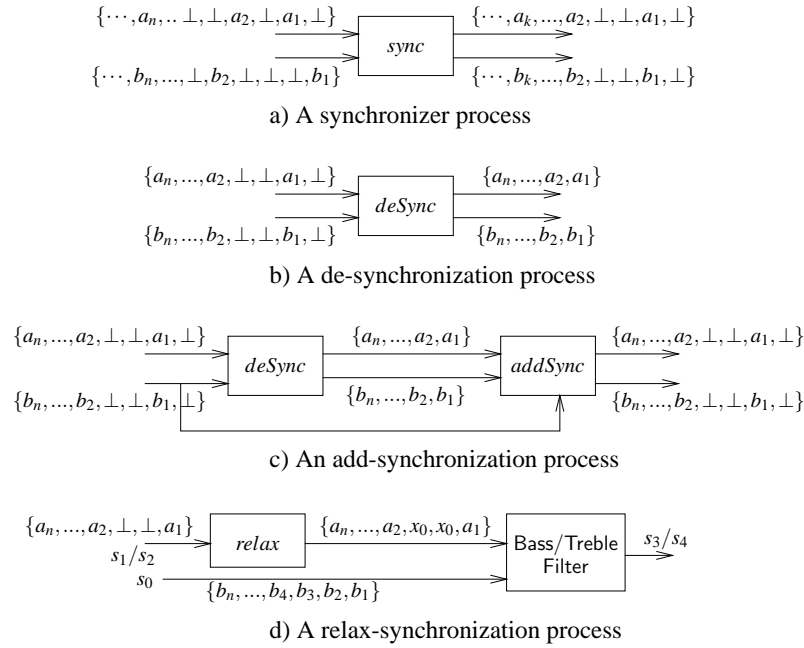 {⋯,a_n,.. ⊥,⊥,a_2,⊥,a_1,⊥} {⋯,a_k,...,a_2,⊥,⊥,a_1,⊥}
sync
{⋯,b_n,...,⊥,b_2,⊥,⊥,⊥,b_1} {⋯,b_k,...,b_2,⊥,⊥,b_1,⊥}
a) A synchronizer process
{a_n,...,a_2,⊥,⊥,a_1,⊥} {a_n,...,a_2,a_1}
deSync
{b_n,...,b_2,⊥,⊥,b_1,⊥} {b_n,...,b_2,b_1}
b) A de-synchronization process
{a_n,...,a_2,⊥,⊥,a_1,⊥} {a_n,...,a_2,a_1} {a_n,...,a_2,⊥,⊥,a_1,⊥}
deSync addSync
{b_n,...,b_2,⊥,⊥,b_1,⊥} {b_n,...,b_2,b_1} {b_n,...,b_2,⊥,⊥,b_1,⊥}
c) An add-synchronization process
{a_n,...,a_2,⊥,⊥,a_1} {a_n,...,a_2,x_0,x_0,a_1}
relax Bass/Treble s_3/s_4
s_1/s_2 Filter
s_0 {b_n,...,b_4,b_3,b_2,b_1}
d) A relax-synchronization process